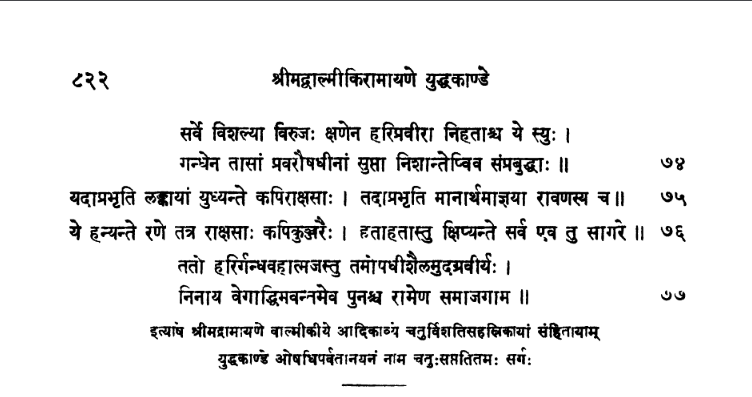 ८२२ श्रीमद्वाल्मीकिरामायणे युद्धकाण्डे
सर्वे विशल्या विरुजः क्षणेन हरिप्रवीरा निहताश्च ये स्युः ।
गन्धेन तासां प्रवरौषधीनां सुप्ता निशान्तेष्विव संप्रबुद्धाः ॥ ७४
यदाप्रभृति लङ्कायां युध्यन्ते कपिराक्षसाः । तदाप्रभृति मानार्थमाज्ञया रावणस्य च ॥ ७५
ये हन्यन्ते रणे तत्र राक्षसाः कपिकुञ्जरैः । हताहतास्तु क्षिप्यन्ते सर्व एव तु सागरे ॥ ७६
ततो हरिर्गन्धवहात्मजस्तु तमोषधीशैलमुदग्रवीर्यः ।
निनाय वेगाद्धिमवन्तमेव पुनश्च रामेण समाजगाम ॥ ७७
इत्यार्षे श्रीमद्रामायणे वाल्मीकीये आदिकाव्ये चतुर्विंशतिसहस्रिकायां संहितायाम्
युद्धकाण्डे ओषधिपर्वतानयनं नाम चतुःसप्ततितमः सर्गः